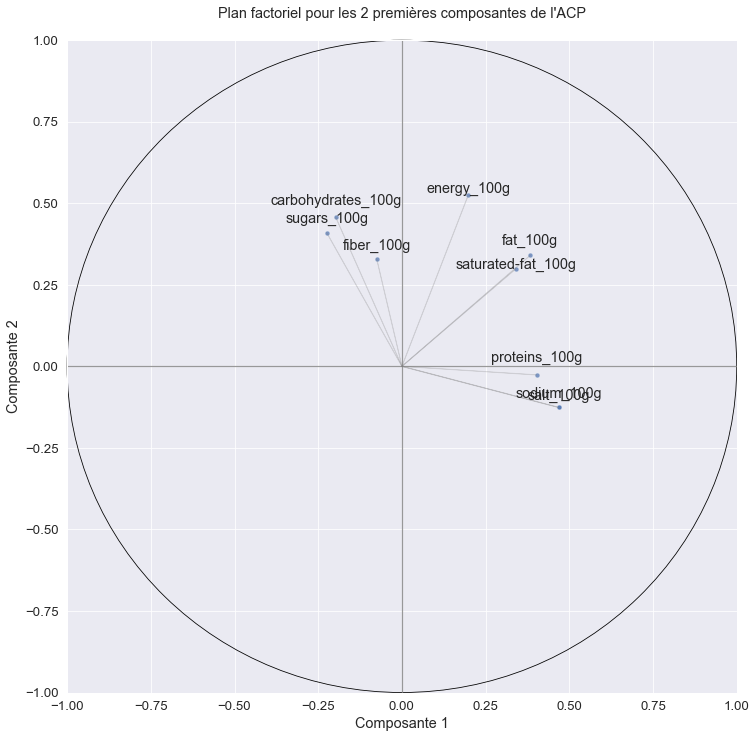 Plan factoriel pour les 2 premières composantes de l'ACP
1.00
0.75
0.50
0.25
0.00
−0.25
−0.50
−0.75
−1.00
Composante 2
energy_100g
carbohydrates_100g
sugars_100g
fiber_100g
fat_100g
saturated-fat_100g
proteins_100g
sodium_100g
salt_100g
−1.00 −0.75 −0.50 −0.25 0.00 0.25 0.50 0.75 1.00
Composante 1